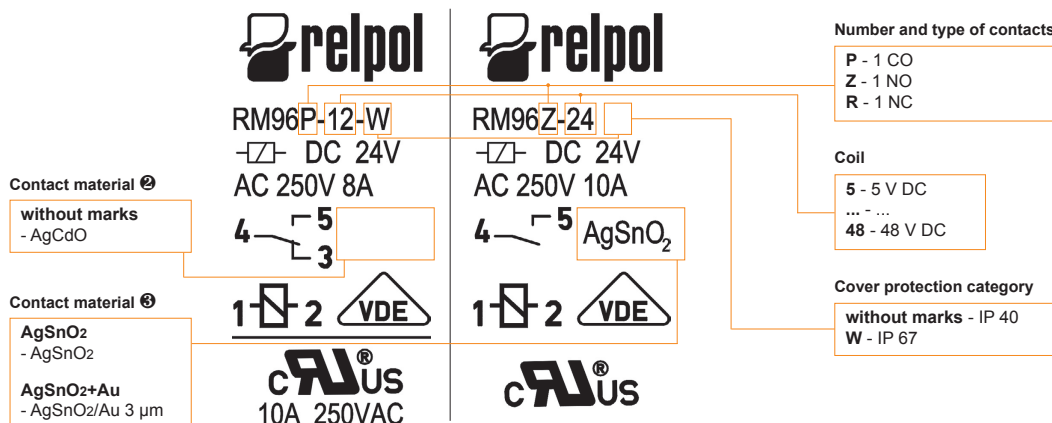 relpol
RM96P-12-W
DC 24V
AC 250V 8A
4 5
3
1 2 VDE
c RU ® US
10A 250VAC
relpol
RM96Z-24
DC 24V
AC 250V 10A
4 5 AgSnO₂
1 2 VDE
c RU ® US
Contact material ❷
without marks
- AgCdO
Contact material ❸
AgSnO2
- AgSnO2
AgSnO2+Au
- AgSnO2/Au 3 µm
Number and type of contacts
P - 1 CO
Z - 1 NO
R - 1 NC
Coil
5 - 5 V DC
... - ...
48 - 48 V DC
Cover protection category
without marks - IP 40
W - IP 67